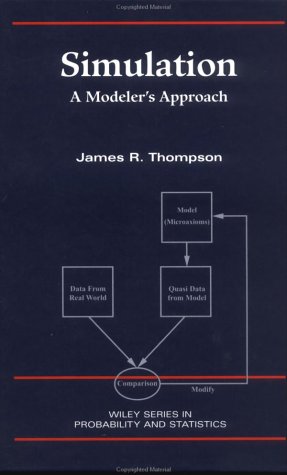 Simulation
A Modeler's Approach
James R. Thompson
Model
(Microaxioms)
Data From
Real World
Quasi Data
from Model
Comparison
Modify
WILEY SERIES IN
PROBABILITY AND STATISTICS